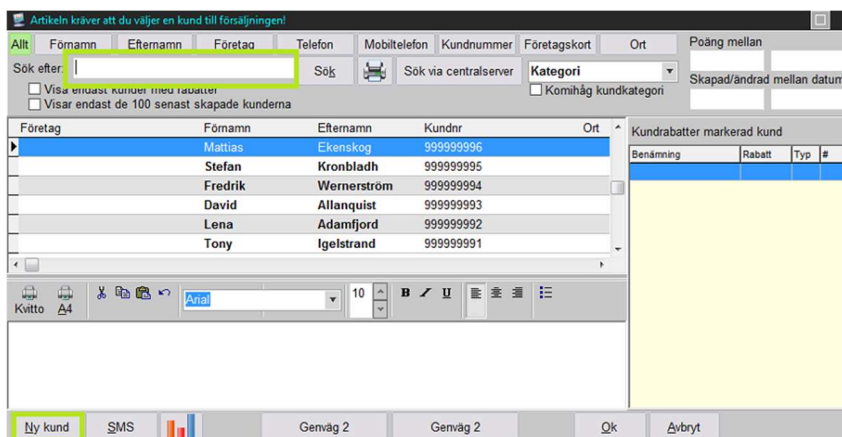 Artikeln kräver att du väljer en kund till försäljningen!
Allt Förnamn Efternamn Företag Telefon Mobiltelefon Kundnummer Företagskort Ort Poäng mellan
Sök efter: Sök Sök via centralserver Kategori Skapad/ändrad mellan datum
Visa endast kunder med rabatter Komihåg kundkategori
Visar endast de 100 senast skapade kunderna
Företag Förnamn Efternamn Kundnr Ort Kundrabatter markerad kund
Mattias Ekenskog 999999996 Benämning Rabatt Typ #
Stefan Kronbladh 999999995
Fredrik Wernerström 999999994
David Allanquist 999999993
Lena Adamfjord 999999992
Tony Igelstrand 999999991
Kvitto A4 Arial 10 B I U
Ny kund SMS Genväg 2 Genväg 2 Ok Avbryt